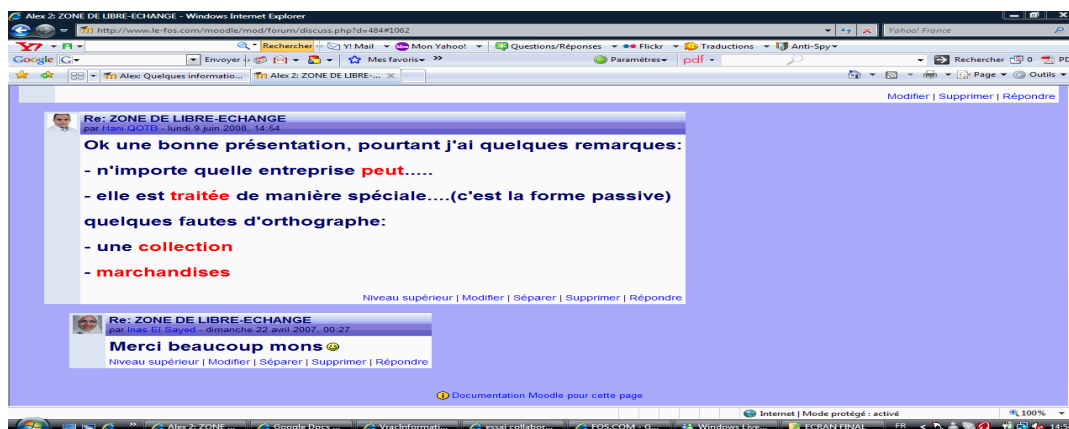 Alex 2: ZONE DE LIBRE-ECHANGE - Windows Internet Explorer
http://www.le-fos.com/moodle/mod/forum/discuss.php?d=484#1062
Yahoo! France
Rechercher Y! Mail Mon Yahoo! Questions/Réponses Flickr Traductions Anti-Spy
Google Envoyer Mes favoris Paramètres pdf Rechercher 0
Alex: Quelques informatio... Alex 2: ZONE DE LIBRE-... Page Outils
Modifier | Supprimer | Répondre
Re: ZONE DE LIBRE-ECHANGE
par Hani QOTB - lundi 9 juin 2008, 14:54
Ok une bonne présentation, pourtant j'ai quelques remarques:
- n'importe quelle entreprise peut.....
- elle est traitée de manière spéciale....(c'est la forme passive)
quelques fautes d'orthographe:
- une collection
- marchandises
Niveau supérieur | Modifier | Séparer | Supprimer | Répondre
Re: ZONE DE LIBRE-ECHANGE
par Inas El Sayed - dimanche 22 avril 2007, 00:27
Merci beaucoup mons
Niveau supérieur | Modifier | Séparer | Supprimer | Répondre
Documentation Moodle pour cette page
Internet | Mode protégé : activé 100%
Alex 2: ZONE ... Google Docs ... VracInformati... essai collabor... FOS.COM - G... Windows Live... ECRAN FINAL FR